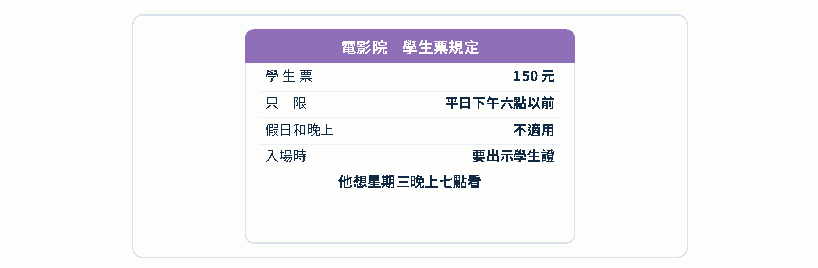 電影院　學生票規定
學生票 150 元
只　限 平日下午六點以前
假日和晚上 不適用
入場時 要出示學生證
他想星期三晚上七點看